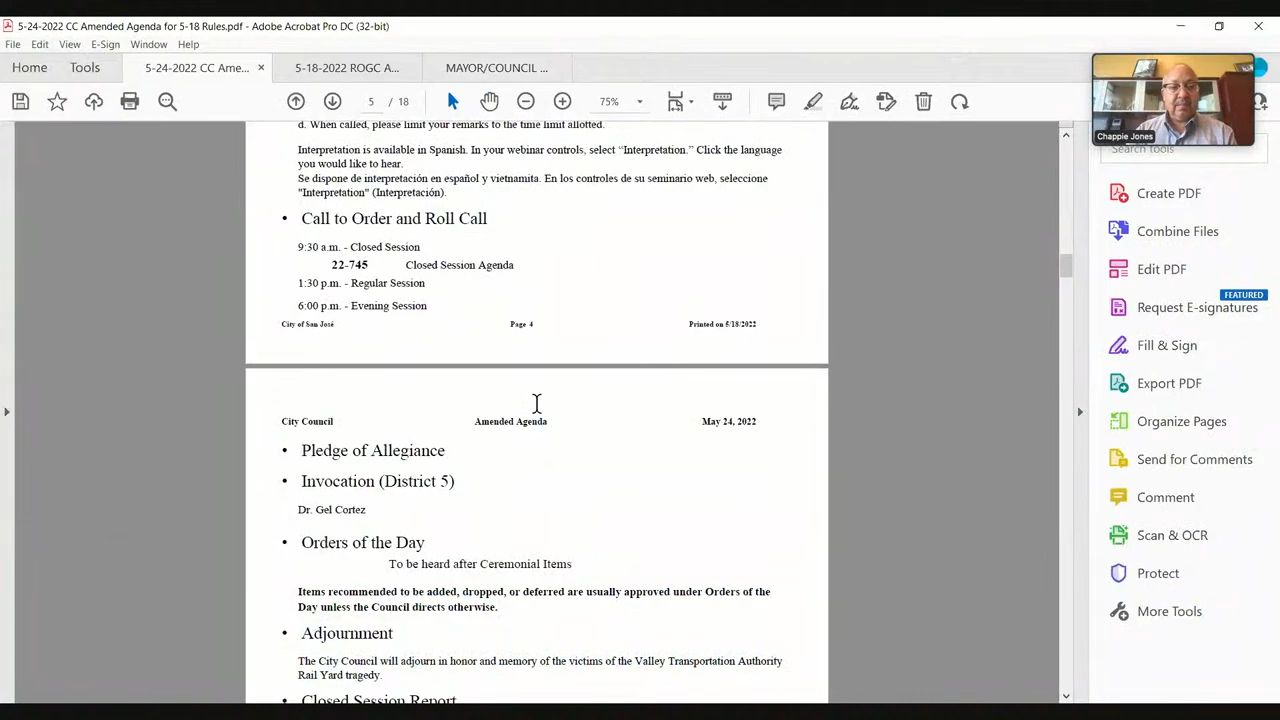 5-24-2022 CC Amended Agenda for 5-18 Rules.pdf - Adobe Acrobat Pro DC (32-bit)
File Edit View E-Sign Window Help
Home Tools 5-24-2022 CC Ame... × 5-18-2022 ROGC A... MAYOR/COUNCIL ...
5 / 18 75%
Chappie Jones
Search tools
d. When called, please limit your remarks to the time limit allotted.
Interpretation is available in Spanish. In your webinar controls, select “Interpretation.” Click the language
you would like to hear.
Se dispone de interpretación en español y vietnamita. En los controles de su seminario web, seleccione
"Interpretation" (Interpretación).
• Call to Order and Roll Call
9:30 a.m. - Closed Session
22-745 Closed Session Agenda
1:30 p.m. - Regular Session
6:00 p.m. - Evening Session
City of San José Page 4 Printed on 5/18/2022
City Council Amended Agenda May 24, 2022
• Pledge of Allegiance
• Invocation (District 5)
Dr. Gel Cortez
• Orders of the Day
To be heard after Ceremonial Items
Items recommended to be added, dropped, or deferred are usually approved under Orders of the
Day unless the Council directs otherwise.
• Adjournment
The City Council will adjourn in honor and memory of the victims of the Valley Transportation Authority
Rail Yard tragedy.
• Closed Session Report
Create PDF
Combine Files
Edit PDF
FEATURED
Request E-signatures
Fill & Sign
Export PDF
Organize Pages
Send for Comments
Comment
Scan & OCR
Protect
More Tools